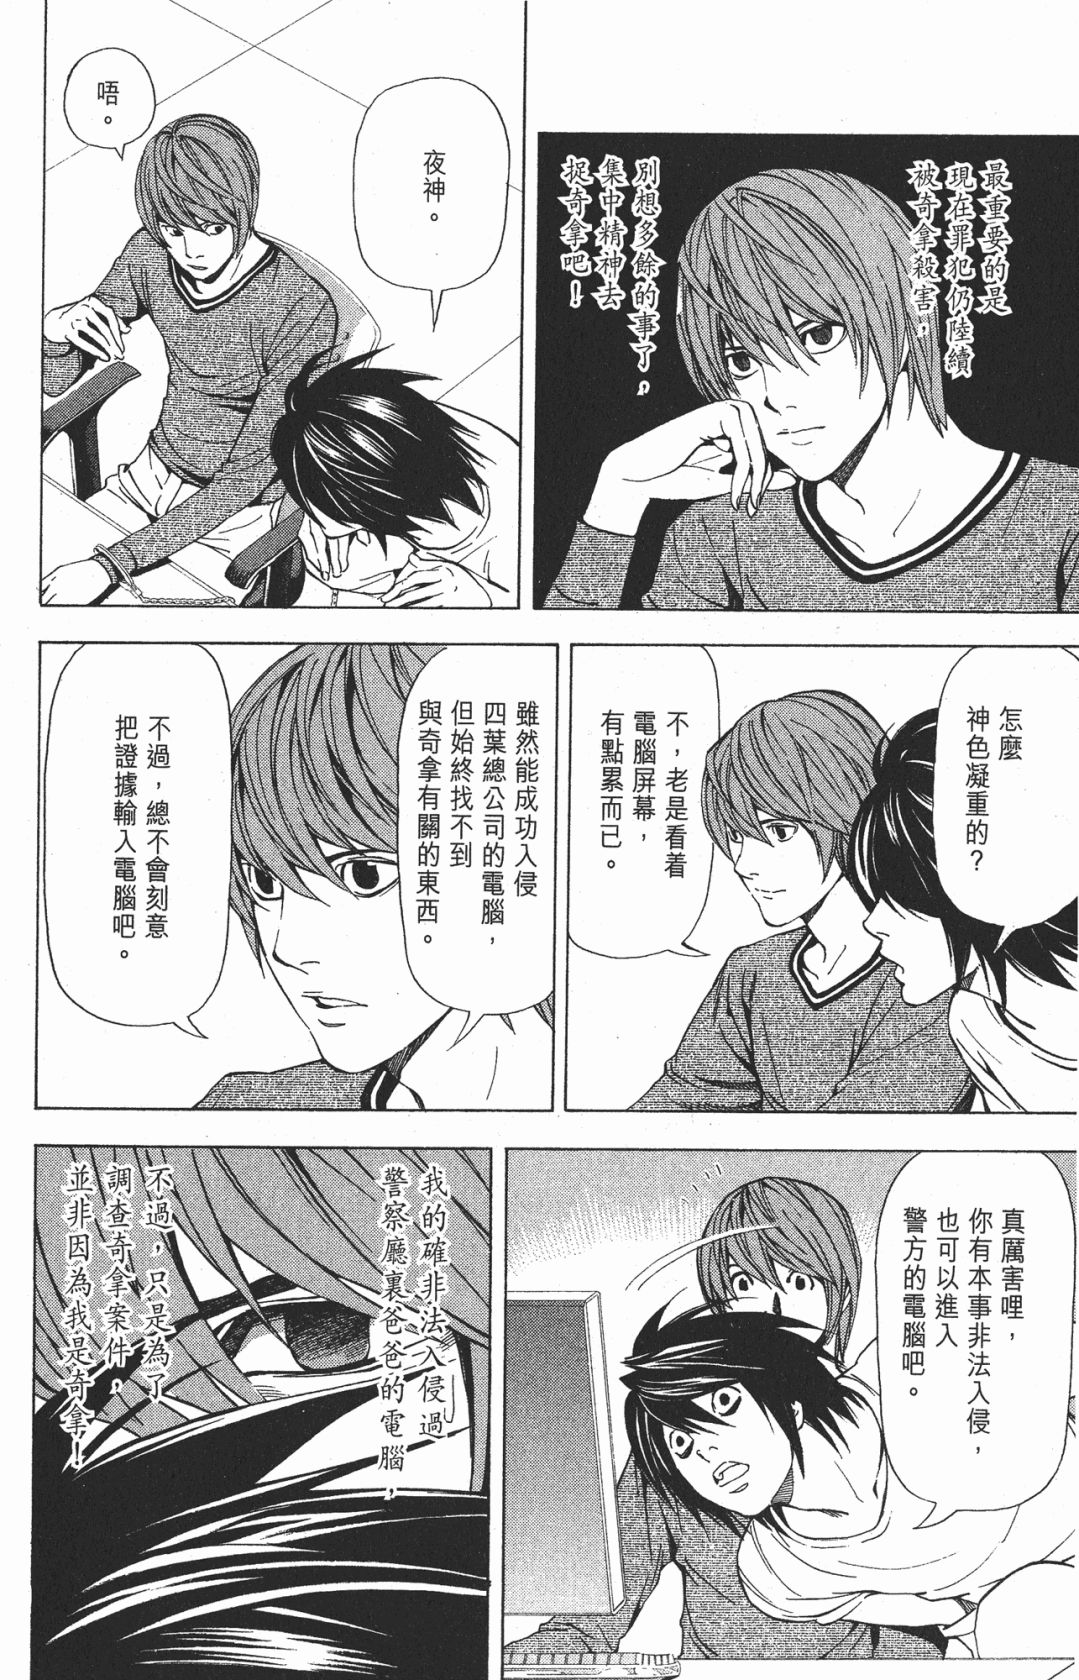 最重要的是
現在罪犯仍陸續
被奇拿殺害，
別想多餘的事了，
集中精神去
捉奇拿吧！
夜神。
唔。
怎麼
神色凝重的？
不，老是看着
電腦屏幕，
有點累而已。
雖然能成功入侵
四葉總公司的電腦，
但始終找不到
與奇拿有關的東西。
不過，總不會刻意
把證據輸入電腦吧。
真厲害哩，
你有本事非法入侵，
也可以進入
警方的電腦吧。
我的確非法入侵過
警察廳裏爸爸的電腦，
不過，只是為了
調查奇拿案件，
並非因為我是奇拿！